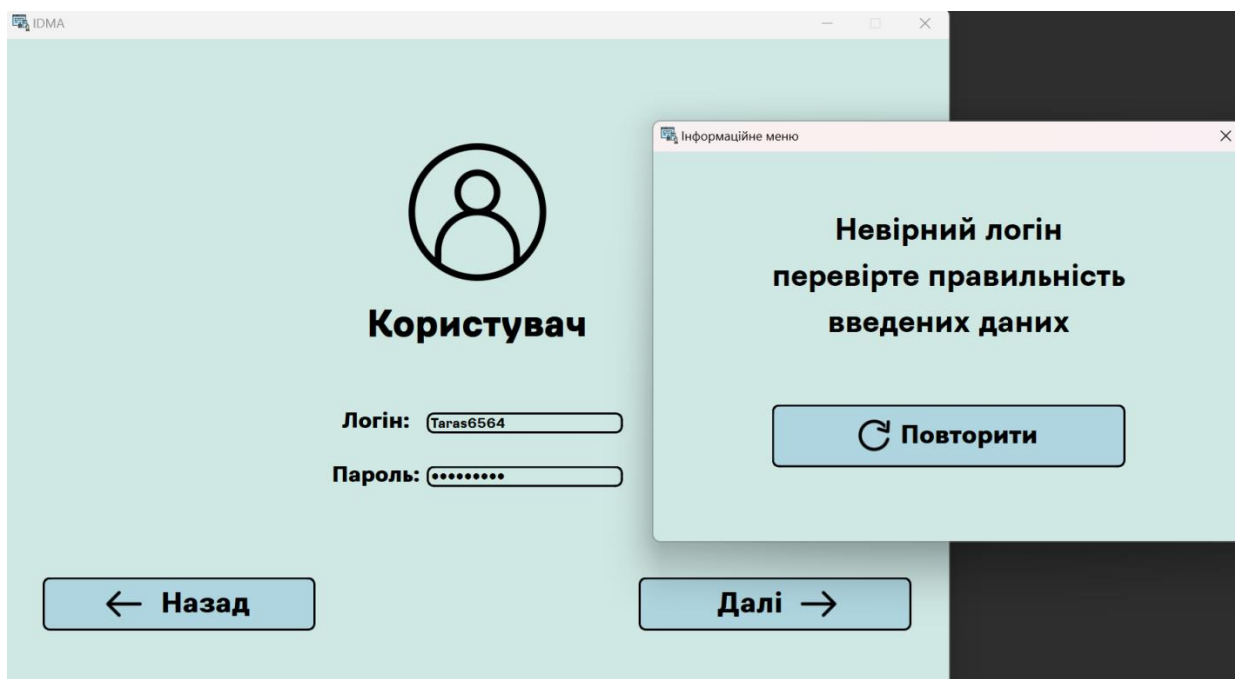 IDMA
Інформаційне меню
Невірний логін
перевірте правильність
введених даних
Повторити
Користувач
Логін: Taras6564
Пароль: •••••••••
Назад
Далі